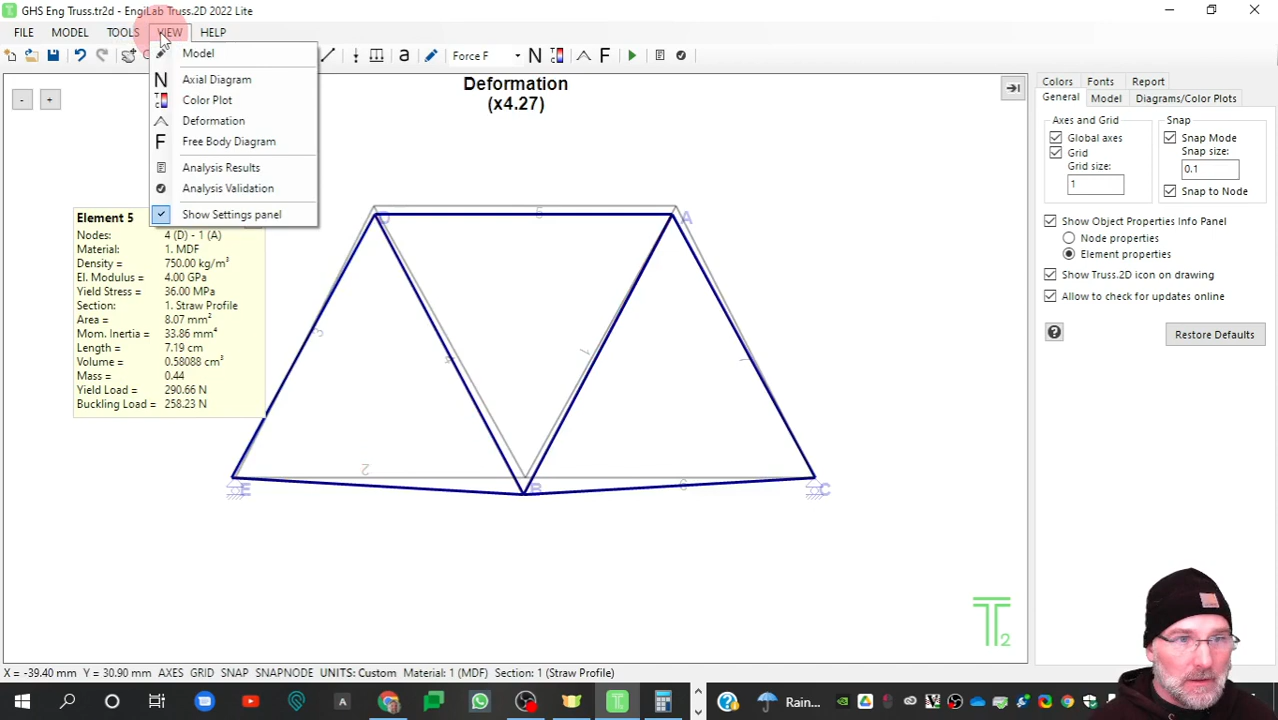 GHS Eng Truss.tr2d - EngiLab Truss.2D 2022 Lite
FILE MODEL TOOLS VIEW HELP
Force F
Model
Axial Diagram
Color Plot
Deformation
Free Body Diagram
Analysis Results
Analysis Validation
Show Settings panel
Deformation
(x4.27)
Element 5
Nodes: 4 (D) - 1 (A)
Material: 1. MDF
Density = 750.00 kg/m³
El. Modulus = 4.00 GPa
Yield Stress = 36.00 MPa
Section: 1. Straw Profile
Area = 8.07 mm²
Mom. Inertia = 33.86 mm⁴
Length = 7.19 cm
Volume = 0.58088 cm³
Mass = 0.44
Yield Load = 290.66 N
Buckling Load = 258.23 N
D 5 A
E 2 B C
Colors Fonts Report
General Model Diagrams/Color Plots
Axes and Grid
Global axes
Grid
Grid size:
1
Snap
Snap Mode
Snap size:
0.1
Snap to Node
Show Object Properties Info Panel
Node properties
Element properties
Show Truss.2D icon on drawing
Allow to check for updates online
Restore Defaults
X = -39.40 mm Y = 30.90 mm AXES GRID SNAP SNAPNODE UNITS: Custom Material: 1 (MDF) Section: 1 (Straw Profile)
Rain...